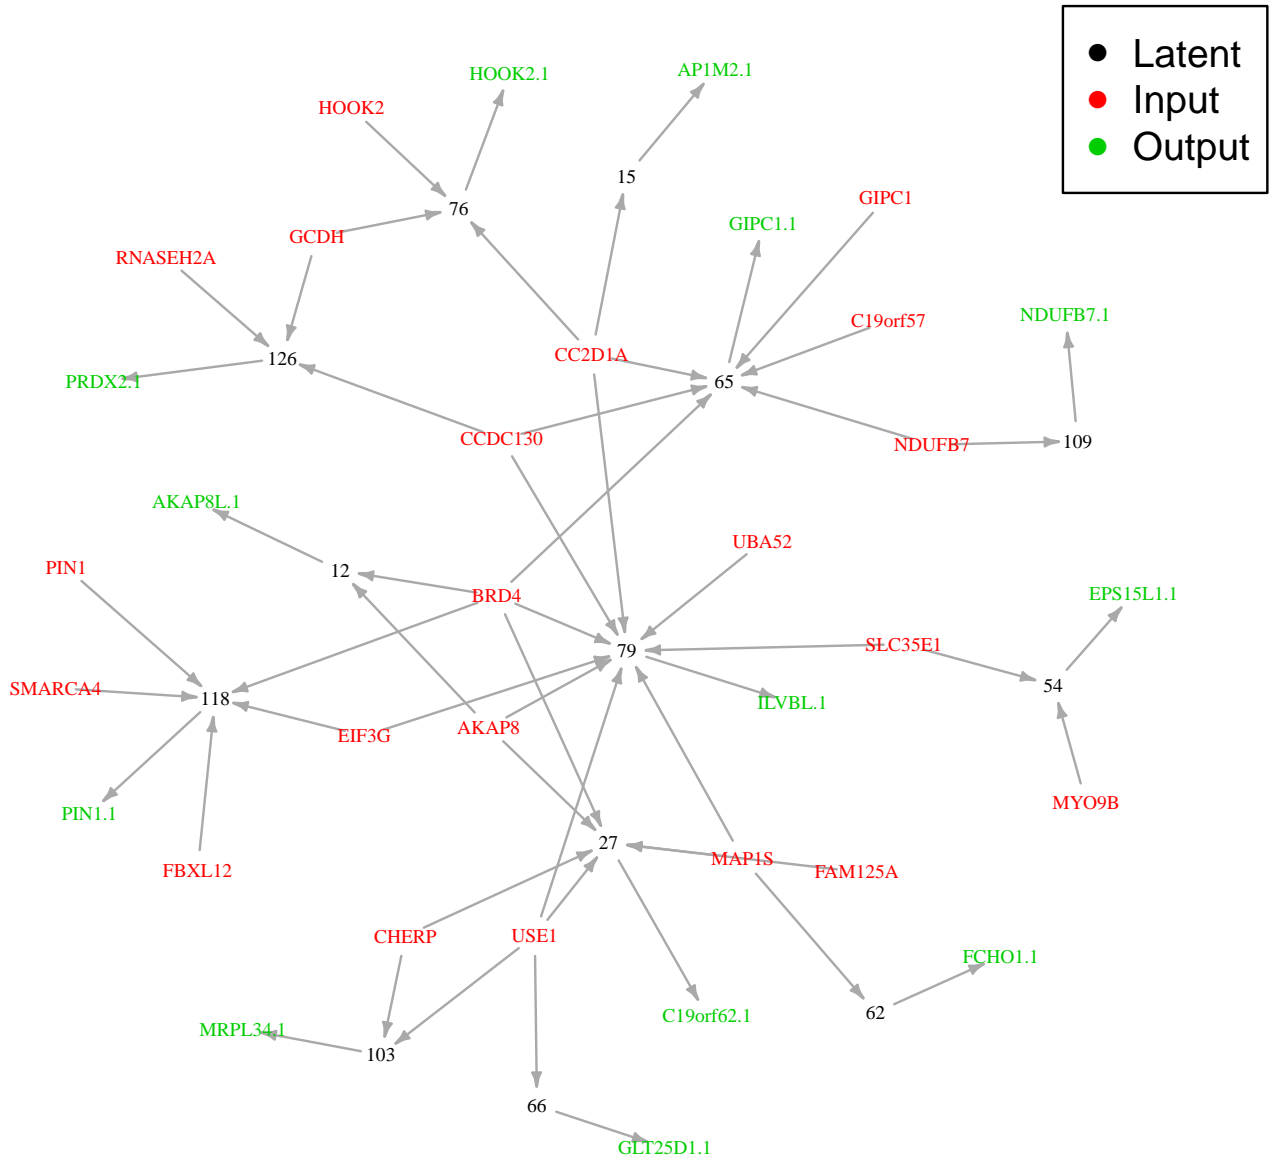 Latent
Input
Output
HOOK2.1
AP1M2.1
HOOK2
15
GIPC1
76
GIPC1.1
GCDH
RNASEH2A
NDUFB7.1
C19orf57
CC2D1A
126
PRDX2.1
65
CCDC130
NDUFB7
109
AKAP8L.1
UBA52
PIN1
12
BRD4
EPS15L1.1
79
SLC35E1
54
SMARCA4
118
ILVBL.1
EIF3G
AKAP8
MYO9B
PIN1.1
27
MAP1S
FBXL12
FAM125A
CHERP
USE1
FCHO1.1
C19orf62.1
62
MRPL34.1
103
66
GLT25D1.1